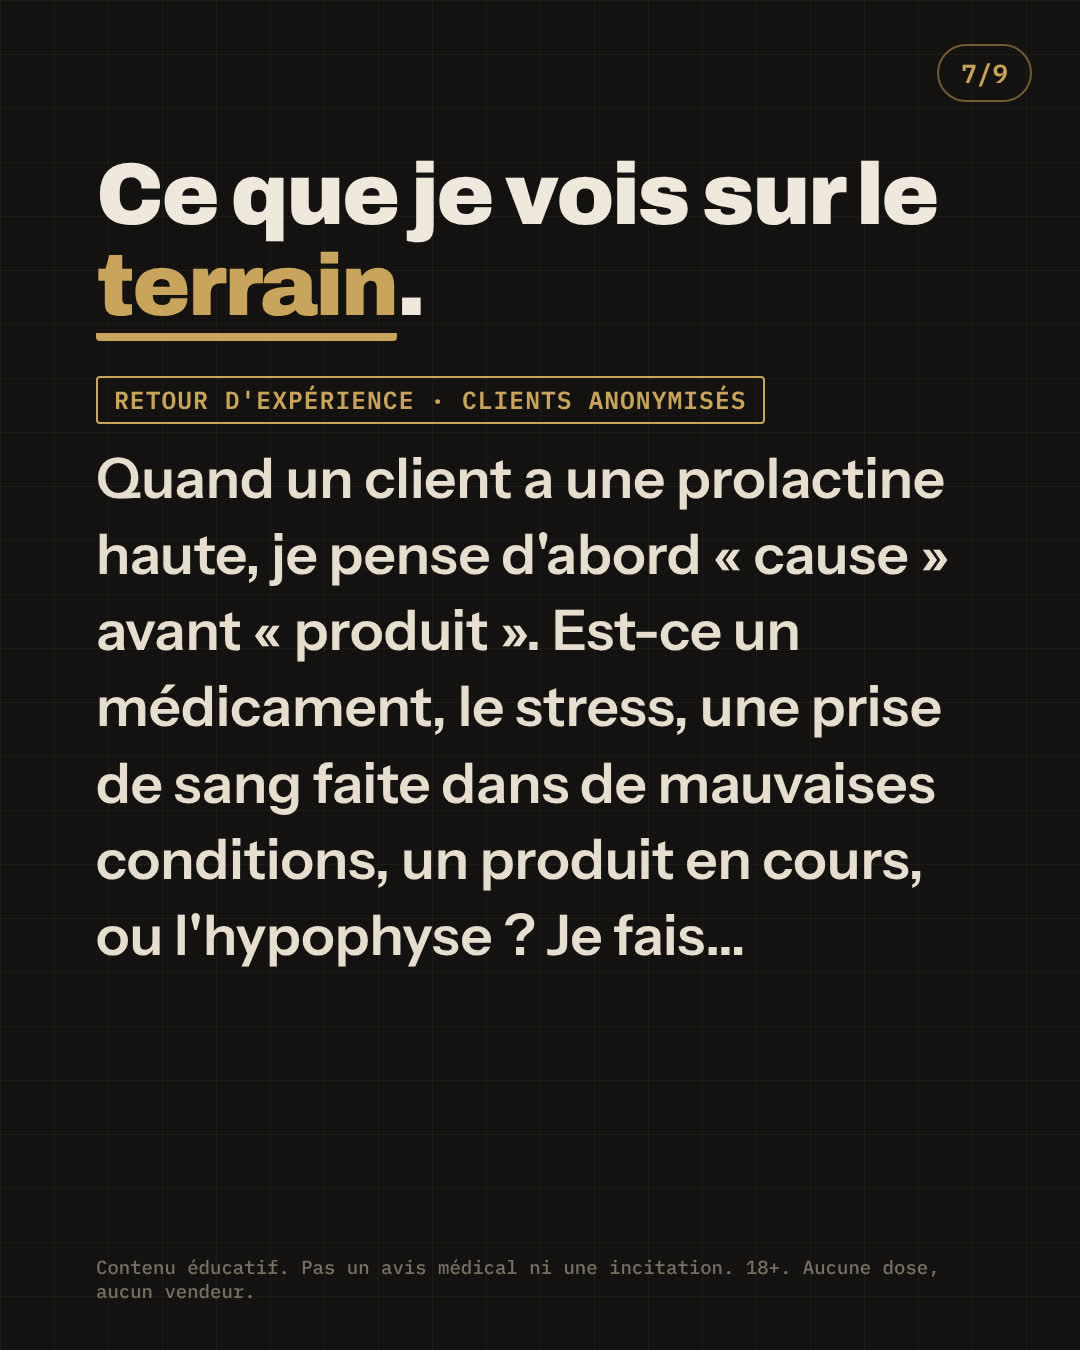 7/9
Ce que je vois sur le
terrain.
RETOUR D'EXPÉRIENCE · CLIENTS ANONYMISÉS
Quand un client a une prolactine
haute, je pense d'abord « cause »
avant « produit ». Est-ce un
médicament, le stress, une prise
de sang faite dans de mauvaises
conditions, un produit en cours,
ou l'hypophyse ? Je fais...
Contenu éducatif. Pas un avis médical ni une incitation. 18+. Aucune dose,
aucun vendeur.